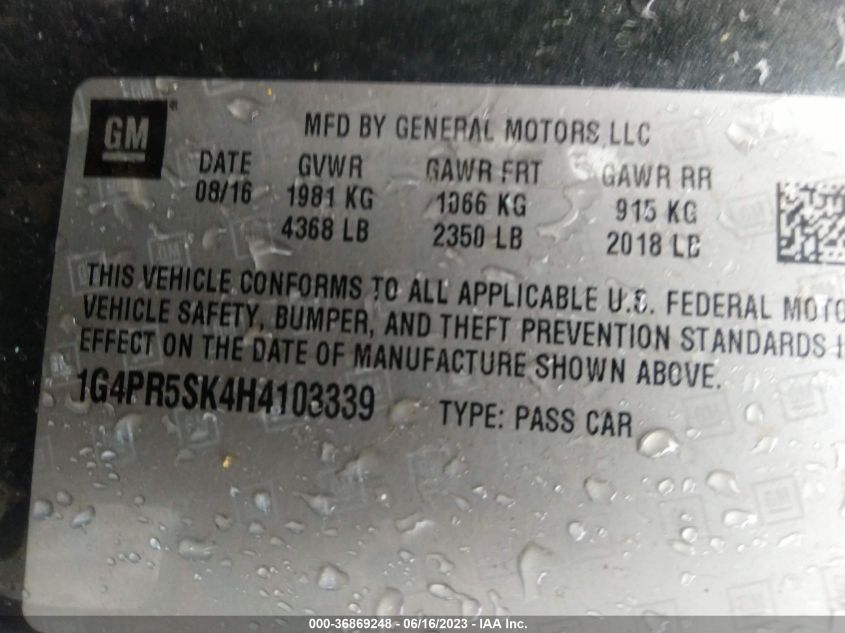 GM
MFD BY GENERAL MOTORS LLC
DATE GVWR GAWR FRT GAWR RR
08/16 1981 KG 1066 KG 915 KG
4368 LB 2350 LB 2018 LB
THIS VEHICLE CONFORMS TO ALL APPLICABLE U.S. FEDERAL MOTO
VEHICLE SAFETY, BUMPER, AND THEFT PREVENTION STANDARDS I
EFFECT ON THE DATE OF MANUFACTURE SHOWN ABOVE.
1G4PR5SK4H4103339 TYPE: PASS CAR
000-36869248 - 06/16/2023 - IAA Inc.